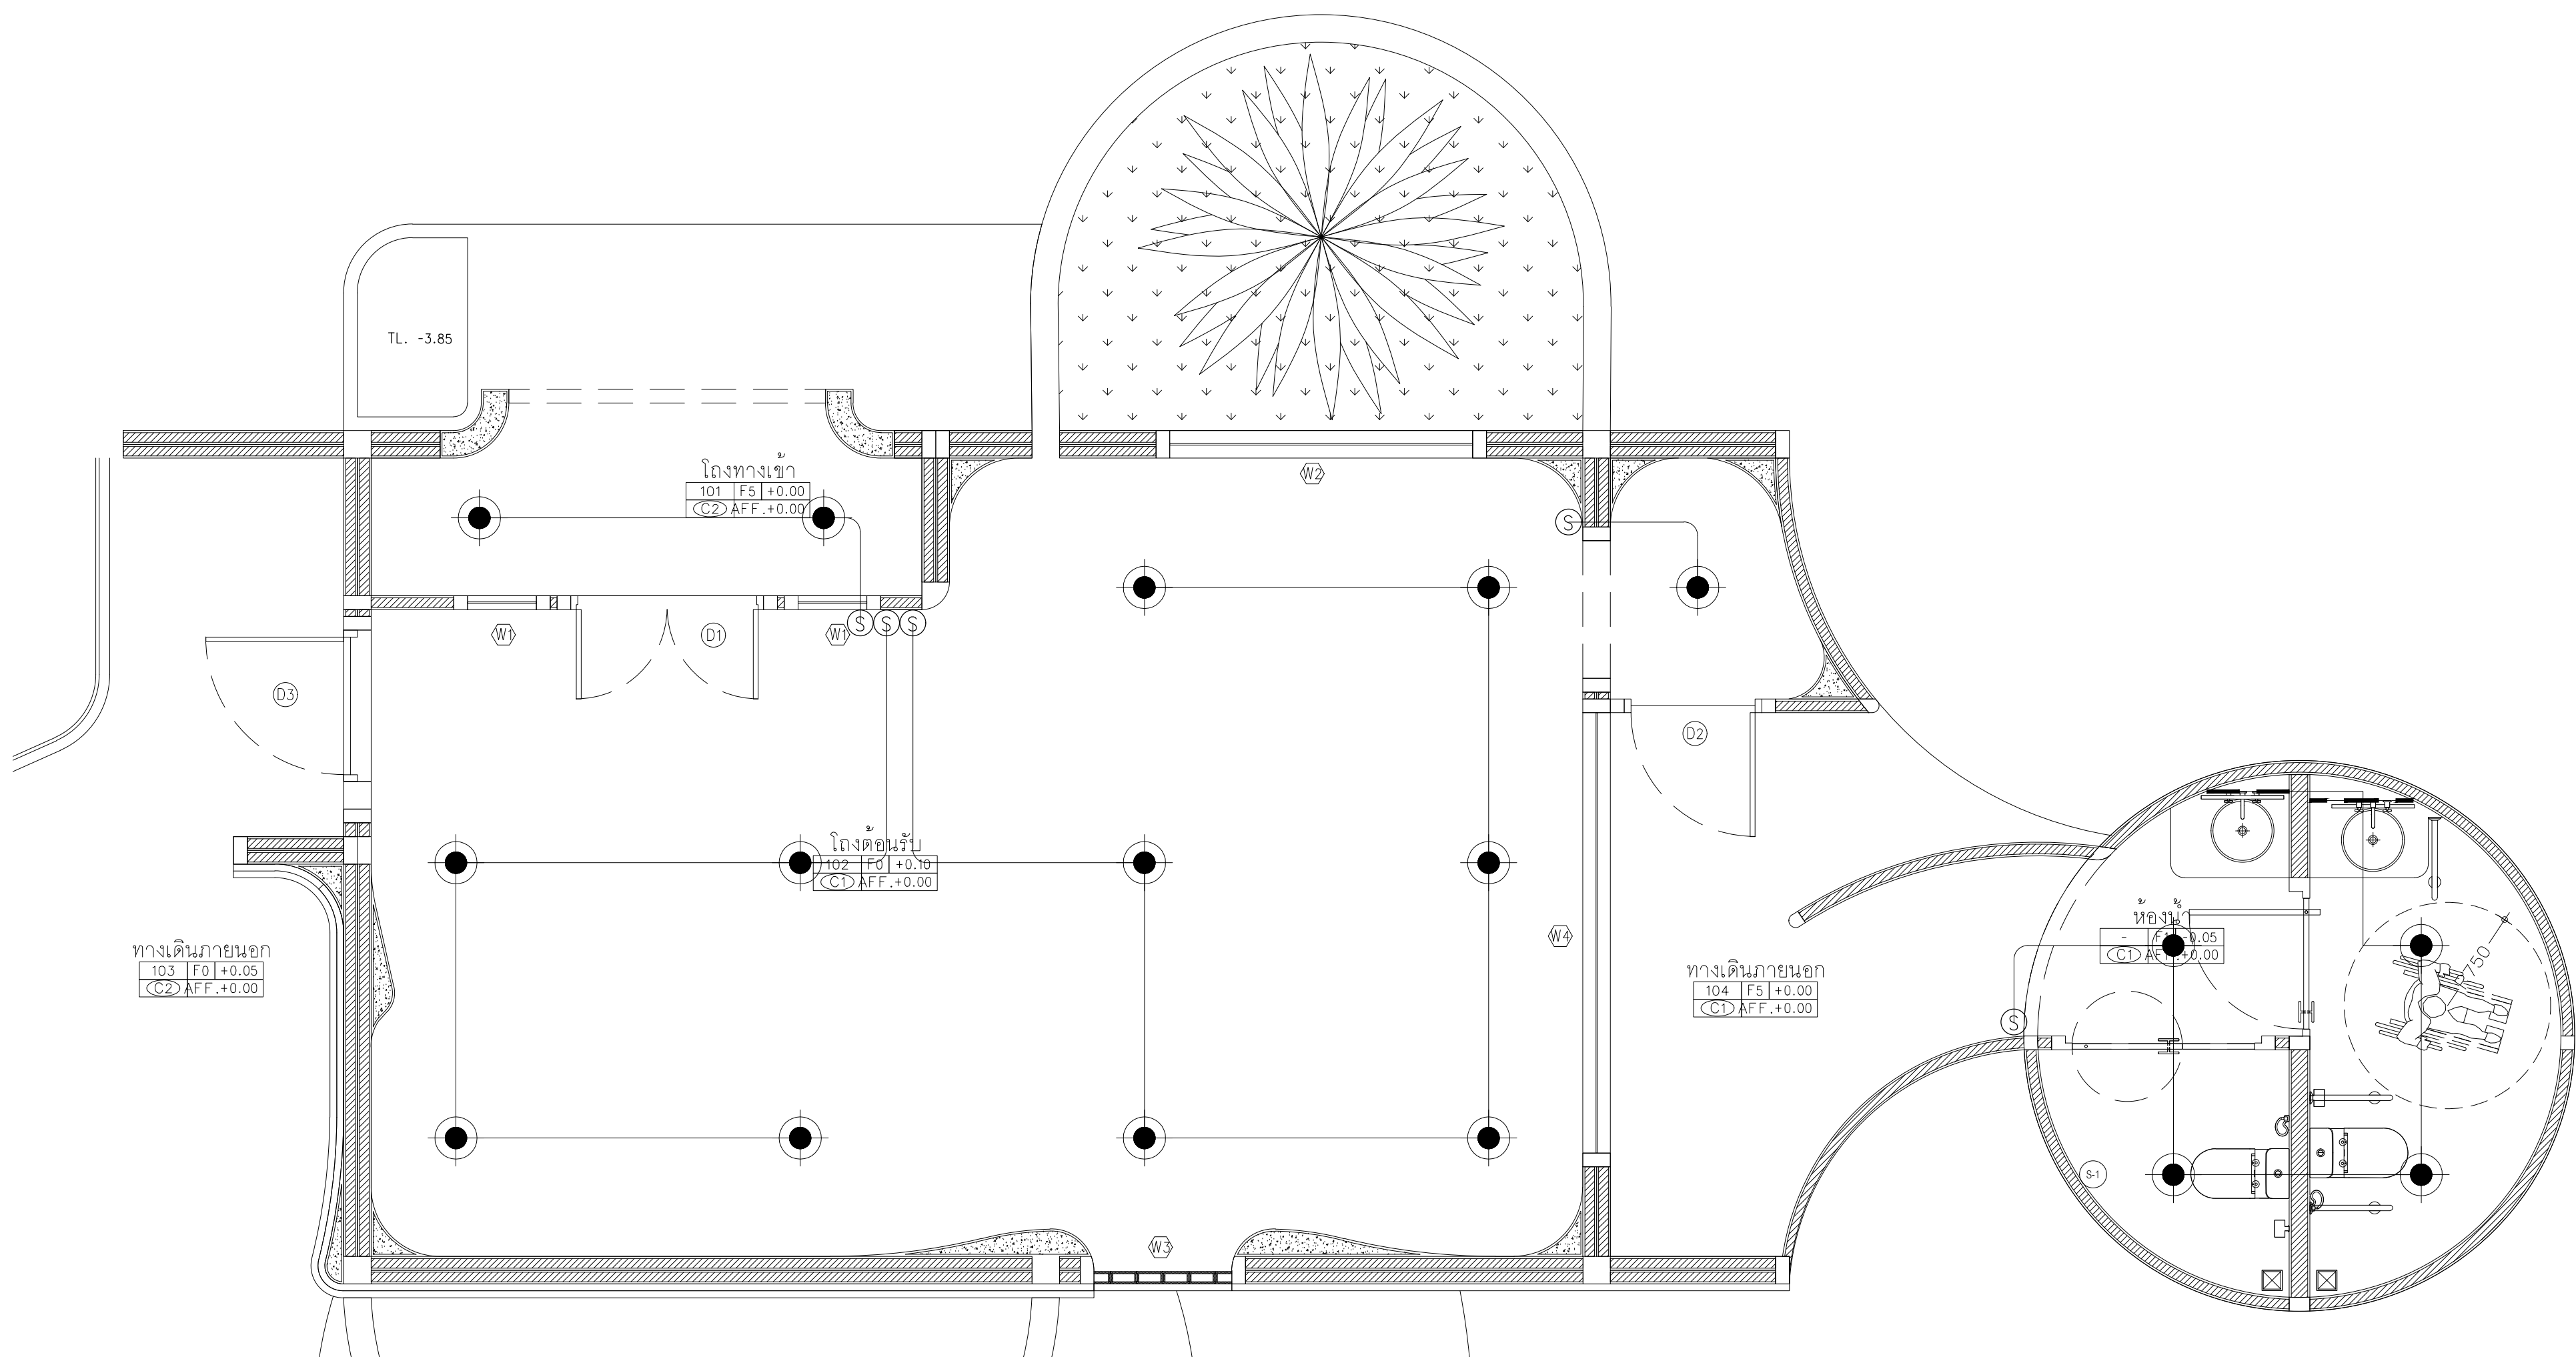 TL. -3.85
โถงทางเข้า
101 F5 +0.00
C2 AFF.+0.00
W2
S
W1
D1
W1
S S S
D3
D2
โถงต้อนรับ
102 F0 +0.10
C1 AFF.+0.00
W4
ทางเดินภายนอก
103 F0 +0.05
C2 AFF.+0.00
ทางเดินภายนอก
104 F5 +0.00
C1 AFF.+0.00
ห้องน้ำ
- -0.05
C1 +0.00
S
S-1
W3